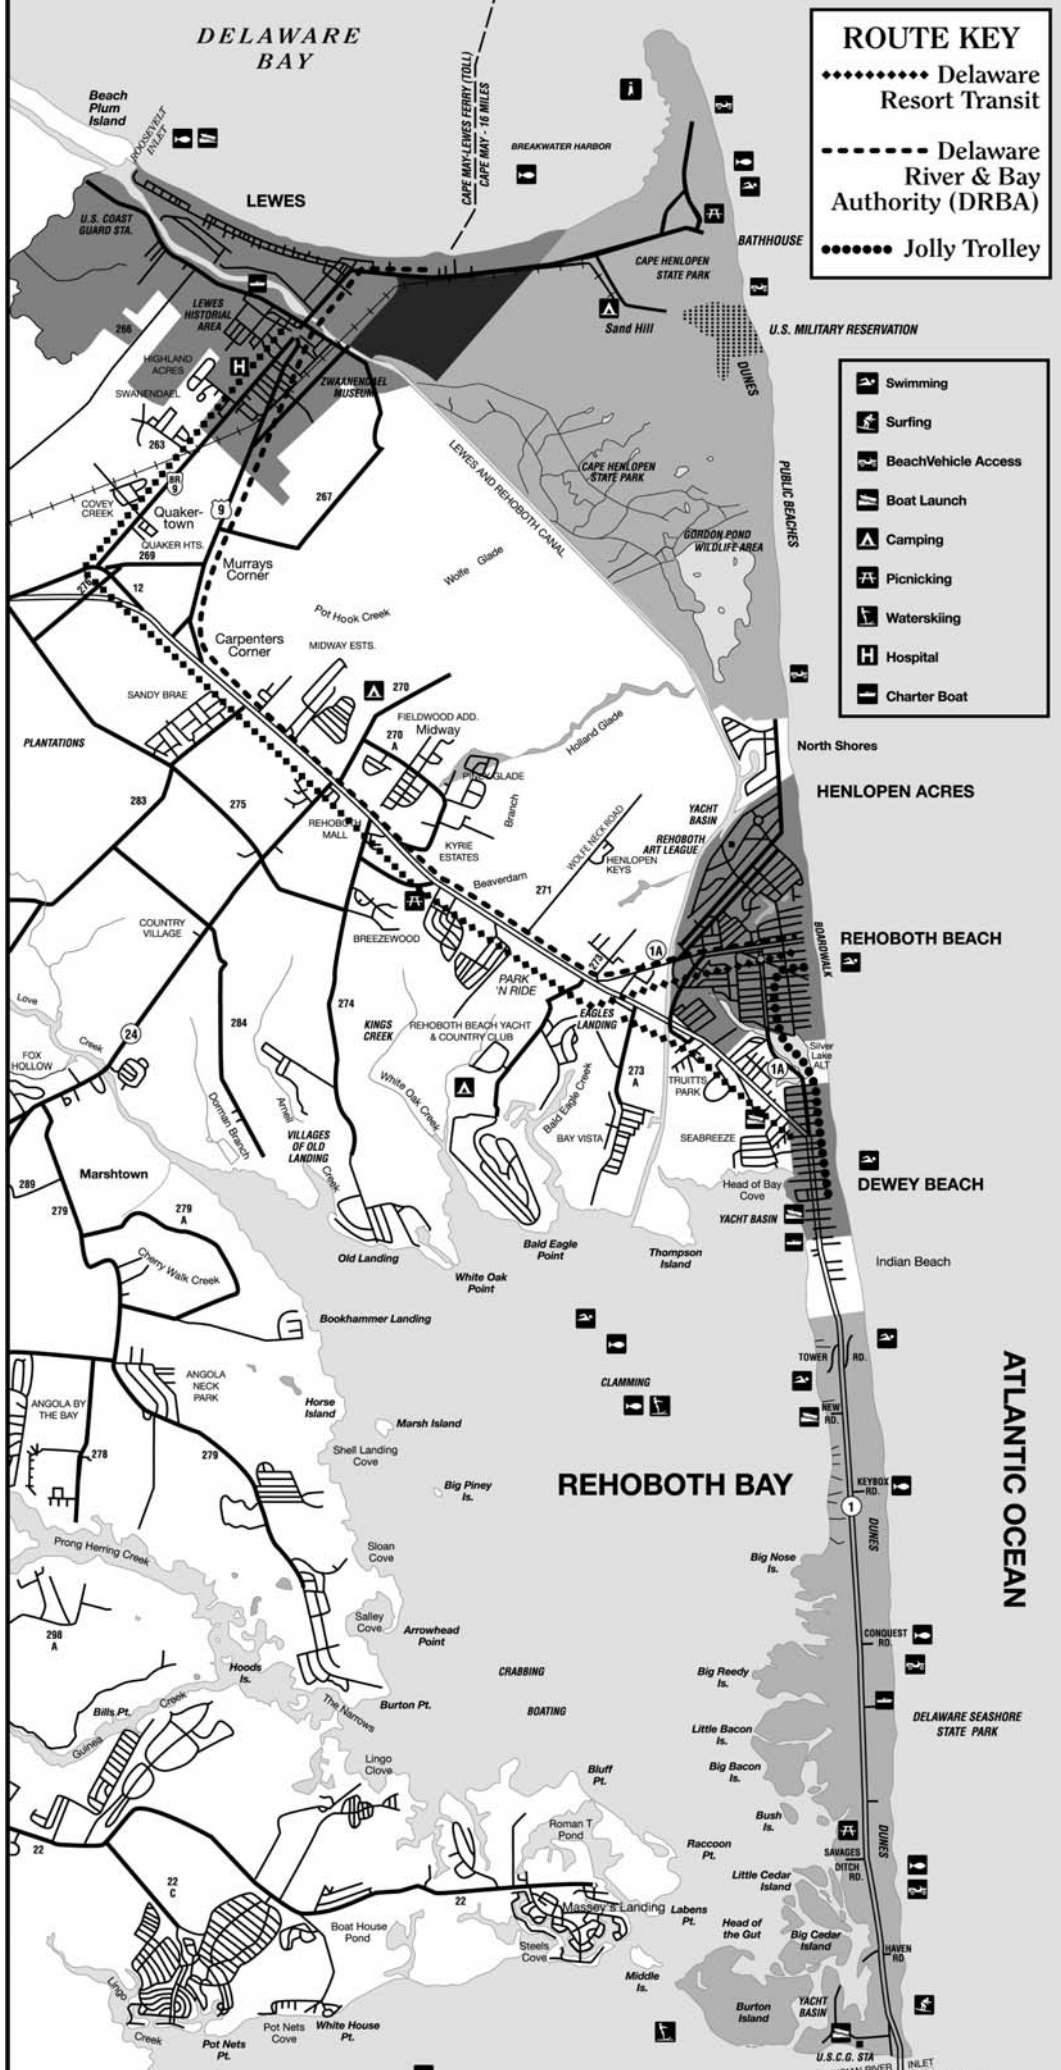 DELAWARE
BAY
ROUTE KEY
Delaware
Resort Transit
Delaware
River & Bay
Authority (DRBA)
Jolly Trolley
Beach
Plum
Island
ROOSEVELT
INLET
CAPE MAY-LEWES FERRY (TOLL)
CAPE MAY - 16 MILES
BREAKWATER HARBOR
LEWES
U.S. COAST
GUARD STA.
BATHHOUSE
CAPE HENLOPEN
STATE PARK
LEWES
HISTORIAL
AREA
Sand Hill
U.S. MILITARY RESERVATION
266
HIGHLAND
ACRES
H
ZWAANENDAEL
MUSEUM
DUNES
SWANENDAEL
Swimming
Surfing
BeachVehicle Access
Boat Launch
Camping
Picnicking
Waterskiing
H Hospital
Charter Boat
263
LEWES AND REHOBOTH CANAL
CAPE HENLOPEN
STATE PARK
PUBLIC BEACHES
BR
9
COVEY
CREEK
Quaker-
town
9
267
QUAKER HTS.
269
GORDON POND
WILDLIFE AREA
Murrays
Corner
Wolfe Glade
276
12
Pot Hook Creek
Carpenters
Corner
MIDWAY ESTS.
SANDY BRAE
270
FIELDWOOD ADD.
Midway
270
A
Holland Glade
PLANTATIONS
North Shores
PINEY GLADE
HENLOPEN ACRES
283
275
Branch
YACHT
BASIN
REHOBOTH
MALL
WOLFE NECK ROAD
REHOBOTH
ART LEAGUE
KYRIE
ESTATES
HENLOPEN
KEYS
Beaverdam
271
COUNTRY
VILLAGE
BREEZEWOOD
BOARDWALK
REHOBOTH BEACH
1A
273
PARK
'N RIDE
274
Love
Creek
24
284
KINGS
CREEK
REHOBOTH BEACH YACHT
& COUNTRY CLUB
EAGLES
LANDING
FOX
HOLLOW
Silver
Lake
ALT
1A
273
A
TRUITTS
PARK
White Oak Creek
Bald Eagle Creek
Arnell
Creek
Dorman Branch
VILLAGES
OF OLD
LANDING
BAY VISTA
SEABREEZE
Marshtown
Head of Bay
Cove
DEWEY BEACH
289
279
279
A
YACHT BASIN
Old Landing
Bald Eagle
Point
Thompson
Island
Indian Beach
Cherry Walk Creek
White Oak
Point
Bookhammer Landing
TOWER RD.
ATLANTIC OCEAN
ANGOLA
NECK
PARK
CLAMMING
ANGOLA BY
THE BAY
Horse
Island
Marsh Island
NEW
RD.
278
279
Shell Landing
Cove
Big Piney
Is.
REHOBOTH BAY
KEYBOX
RD.
1
DUNES
Prong Herring Creek
Sloan
Cove
Big Nose
Is.
298
A
Salley
Cove
Arrowhead
Point
CONQUEST
RD.
Hoods
Is.
CRABBING
Big Reedy
Is.
Bills Pt.
Creek
Guinea
The Narrows
Burton Pt.
BOATING
DELAWARE SEASHORE
STATE PARK
Little Bacon
Is.
Lingo
Clove
Bluff
Pt.
Big Bacon
Is.
Bush
Is.
22
Roman T
Pond
Raccoon
Pt.
DUNES
SAVAGES
DITCH
RD.
22
C
Little Cedar
Island
22
Massey's Landing
Labens
Pt.
Boat House
Pond
Head of
the Gut
Big Cedar
Island
Steels
Cove
HAVEN
RD
Middle
Is.
Lingo
Creek
Burton
Island
YACHT
BASIN
Pot Nets
Cove
White House
Pt.
Pot Nets
Pt.
U.S.C.G. STA
INDIAN RIVER INLET